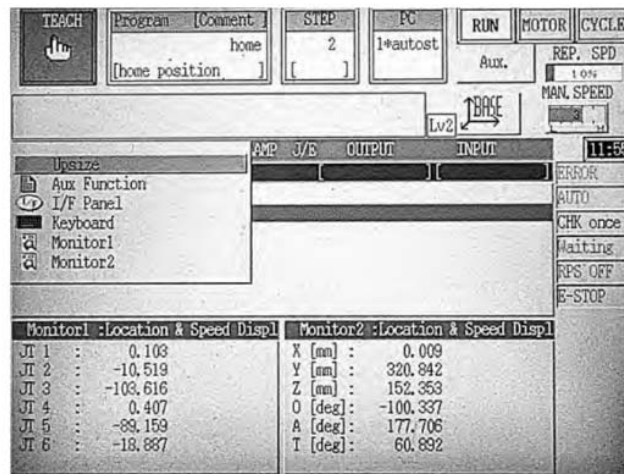 TEACH
Program [Comment ]
home
[home position ]
STEP
2
[ ]
PC
1*autost
RUN
MOTOR
CYCLE
Aux.
REP. SPD
10%
MAN. SPEED
3
Lv2
BASE
AMP J/E OUTPUT INPUT
11:55
[ ][ ]
Upsize
Aux Function
I/F Panel
Keyboard
Monitor1
Monitor2
ERROR
AUTO
CHK once
Waiting
RPS OFF
E-STOP
Monitor1 :Location & Speed Displ
JT 1 : 0.103
JT 2 : -10.519
JT 3 : -103.616
JT 4 : 0.407
JT 5 : -89.159
JT 6 : -18.887
Monitor2 :Location & Speed Displ
X [mm] : 0.009
Y [mm] : 320.842
Z [mm] : 152.353
O [deg]: -100.337
A [deg]: 177.706
T [deg]: 60.892